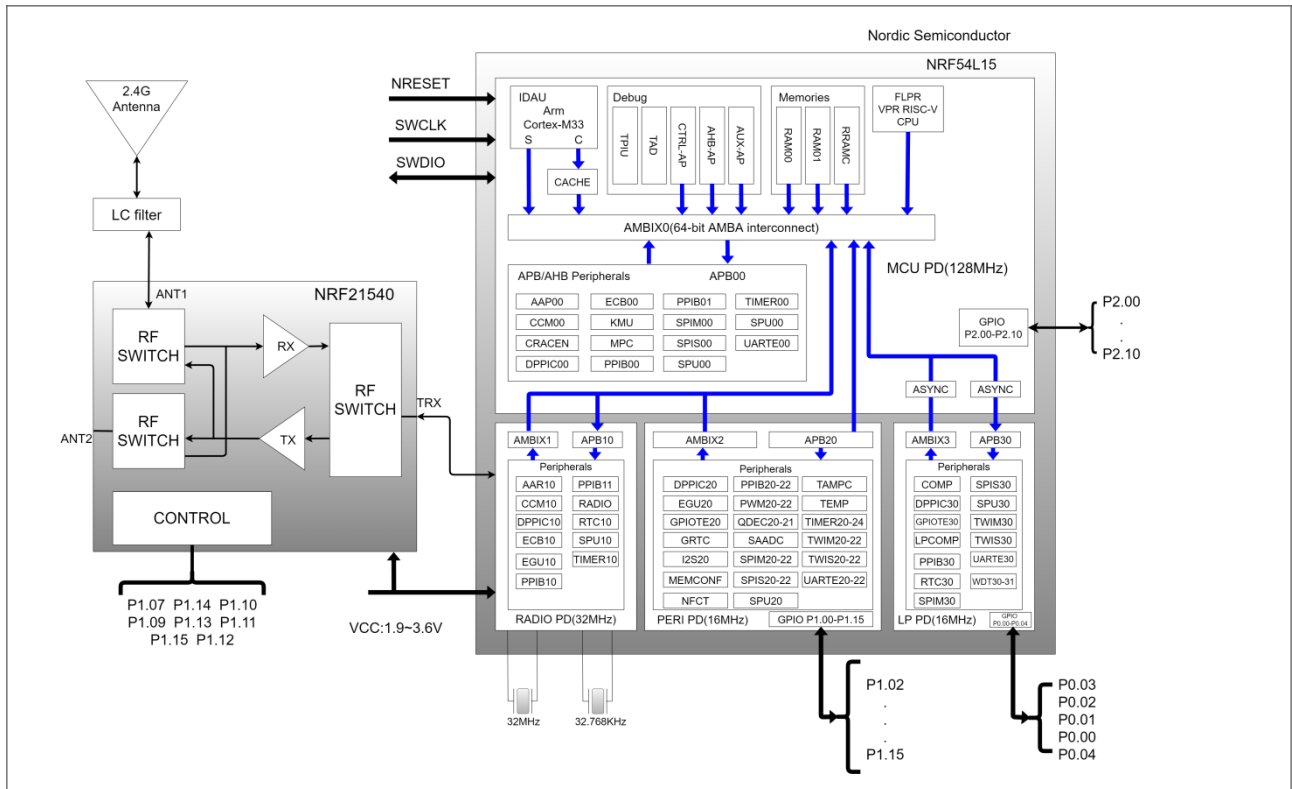 Nordic Semiconductor
NRF54L15
2.4G
Antenna
LC filter
ANT1
NRF21540
RF
SWITCH
RX
RF
SWITCH
RF
SWITCH
TX
ANT2
TRX
CONTROL
P1.07 P1.14 P1.10
P1.09 P1.13 P1.11
P1.15 P1.12
VCC:1.9~3.6V
NRESET
SWCLK
SWDIO
IDAU
Arm
Cortex-M33
S C
CACHE
Debug
TPIU
TAD
CTRL-AP
AHB-AP
AUX-AP
Memories
RAM00
RAM01
RRAMC
FLPR
VPR RISC-V
CPU
AMBIX0(64-bit AMBA interconnect)
APB/AHB Peripherals APB00
AAP00 ECB00 PPIB01 TIMER00
CCM00 KMU SPIM00 SPU00
CRACEN MPC SPIS00 UARTE00
DPPIC00 PPIB00 SPU00
MCU PD(128MHz)
GPIO
P2.00-P2.10
P2.00
.
.
P2.10
ASYNC ASYNC
AMBIX1 APB10
Peripherals
AAR10 PPIB11
CCM10 RADIO
DPPIC10 RTC10
ECB10 SPU10
EGU10 TIMER10
PPIB10
RADIO PD(32MHz)
32MHz
32.768KHz
AMBIX2 APB20
Peripherals
DPPIC20 PPIB20-22 TAMPC
EGU20 PWM20-22 TEMP
GPIOTE20 QDEC20-21 TIMER20-24
GRTC SAADC TWIM20-22
I2S20 SPIM20-22 TWIS20-22
MEMCONF SPIS20-22 UARTE20-22
NFCT SPU20
PERI PD(16MHz) GPIO P1.00-P1.15
P1.02
.
.
.
P1.15
AMBIX3 APB30
Peripherals
COMP SPIS30
DPPIC30 SPU30
GPIOTE30 TWIM30
LPCOMP TWIS30
PPIB30 UARTE30
RTC30 WDT30-31
SPIM30
LP PD(16MHz)
GPIO
P0.00-P0.04
P0.03
P0.02
P0.01
P0.00
P0.04